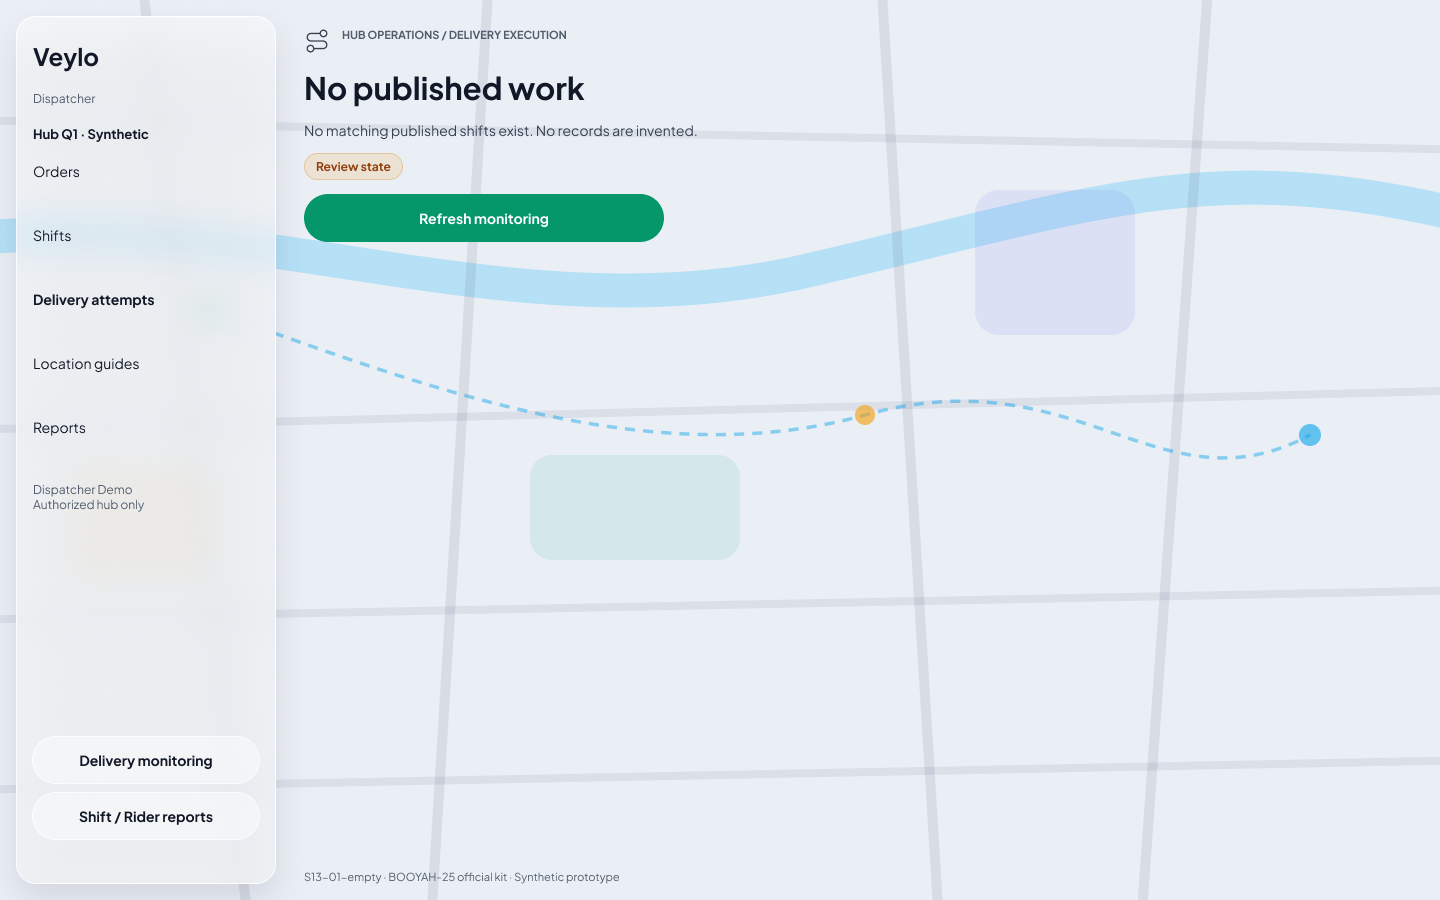 Veylo
Dispatcher
Hub Q1 · Synthetic
Orders
Shifts
Delivery attempts
Location guides
Reports
Dispatcher Demo
Authorized hub only
Delivery monitoring
Shift / Rider reports
HUB OPERATIONS / DELIVERY EXECUTION
No published work
No matching published shifts exist. No records are invented.
Review state
Refresh monitoring
S13-01-empty · BOOYAH-25 official kit · Synthetic prototype